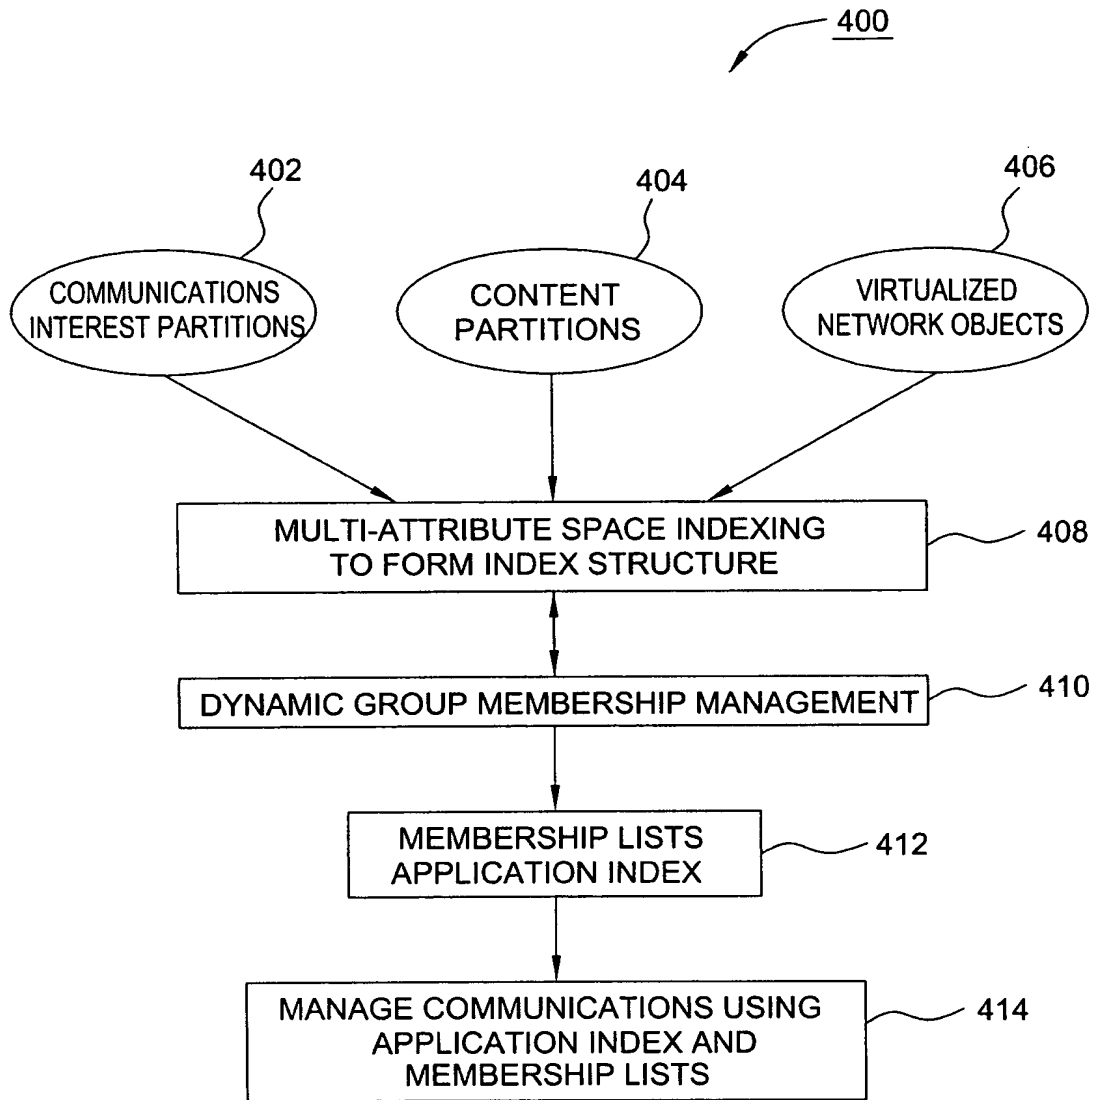 400
402
404
406
COMMUNICATIONS
INTEREST PARTITIONS
CONTENT
PARTITIONS
VIRTUALIZED
NETWORK OBJECTS
MULTI-ATTRIBUTE SPACE INDEXING
TO FORM INDEX STRUCTURE
408
DYNAMIC GROUP MEMBERSHIP MANAGEMENT
410
MEMBERSHIP LISTS
APPLICATION INDEX
412
MANAGE COMMUNICATIONS USING
APPLICATION INDEX AND
MEMBERSHIP LISTS
414